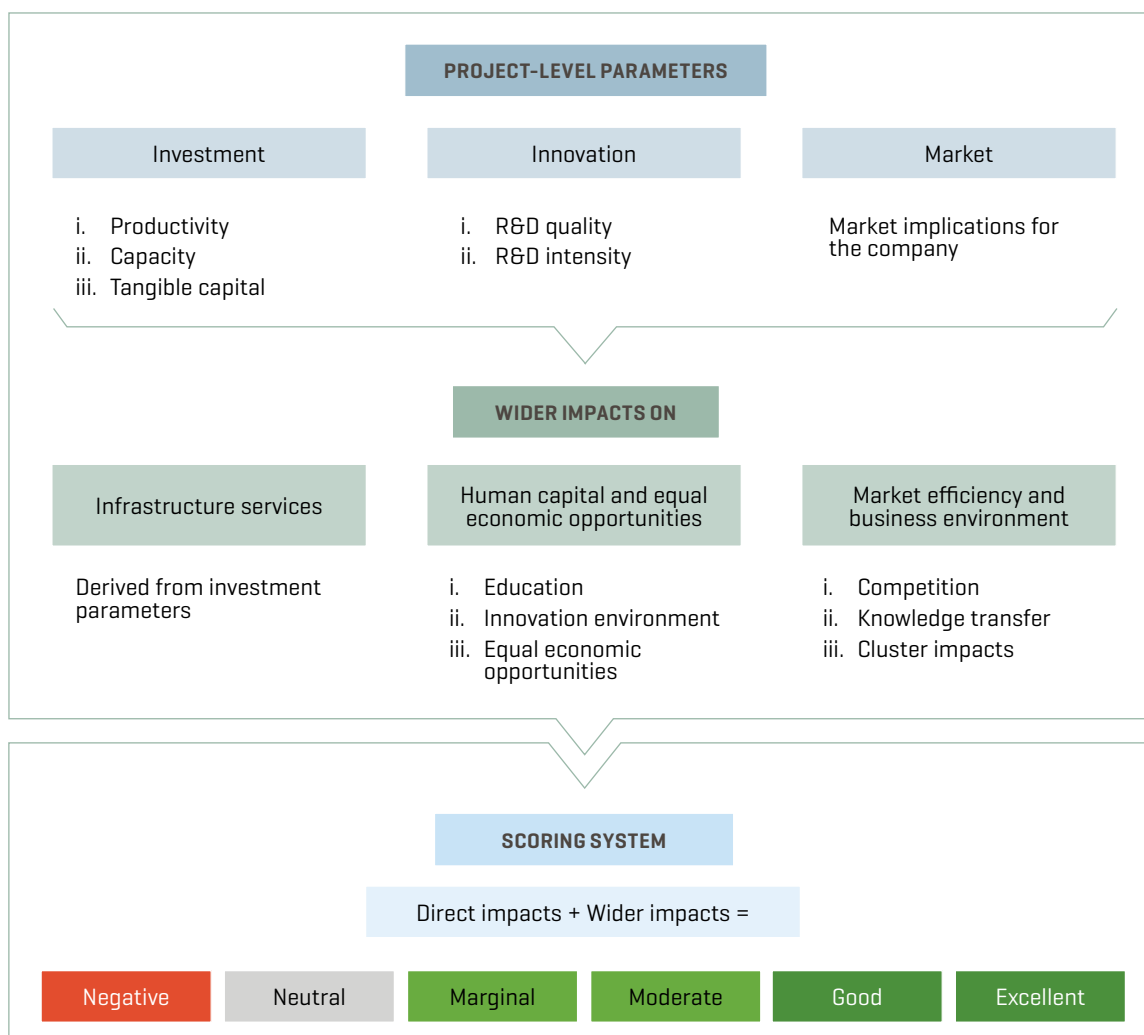 PROJECT-LEVEL PARAMETERS
Investment
Innovation
Market
i. Productivity
ii. Capacity
iii. Tangible capital
i. R&D quality
ii. R&D intensity
Market implications for
the company
WIDER IMPACTS ON
Infrastructure services
Human capital and equal
economic opportunities
Market efficiency and
business environment
Derived from investment
parameters
i. Education
ii. Innovation environment
iii. Equal economic
opportunities
i. Competition
ii. Knowledge transfer
iii. Cluster impacts
SCORING SYSTEM
Direct impacts + Wider impacts =
Negative
Neutral
Marginal
Moderate
Good
Excellent